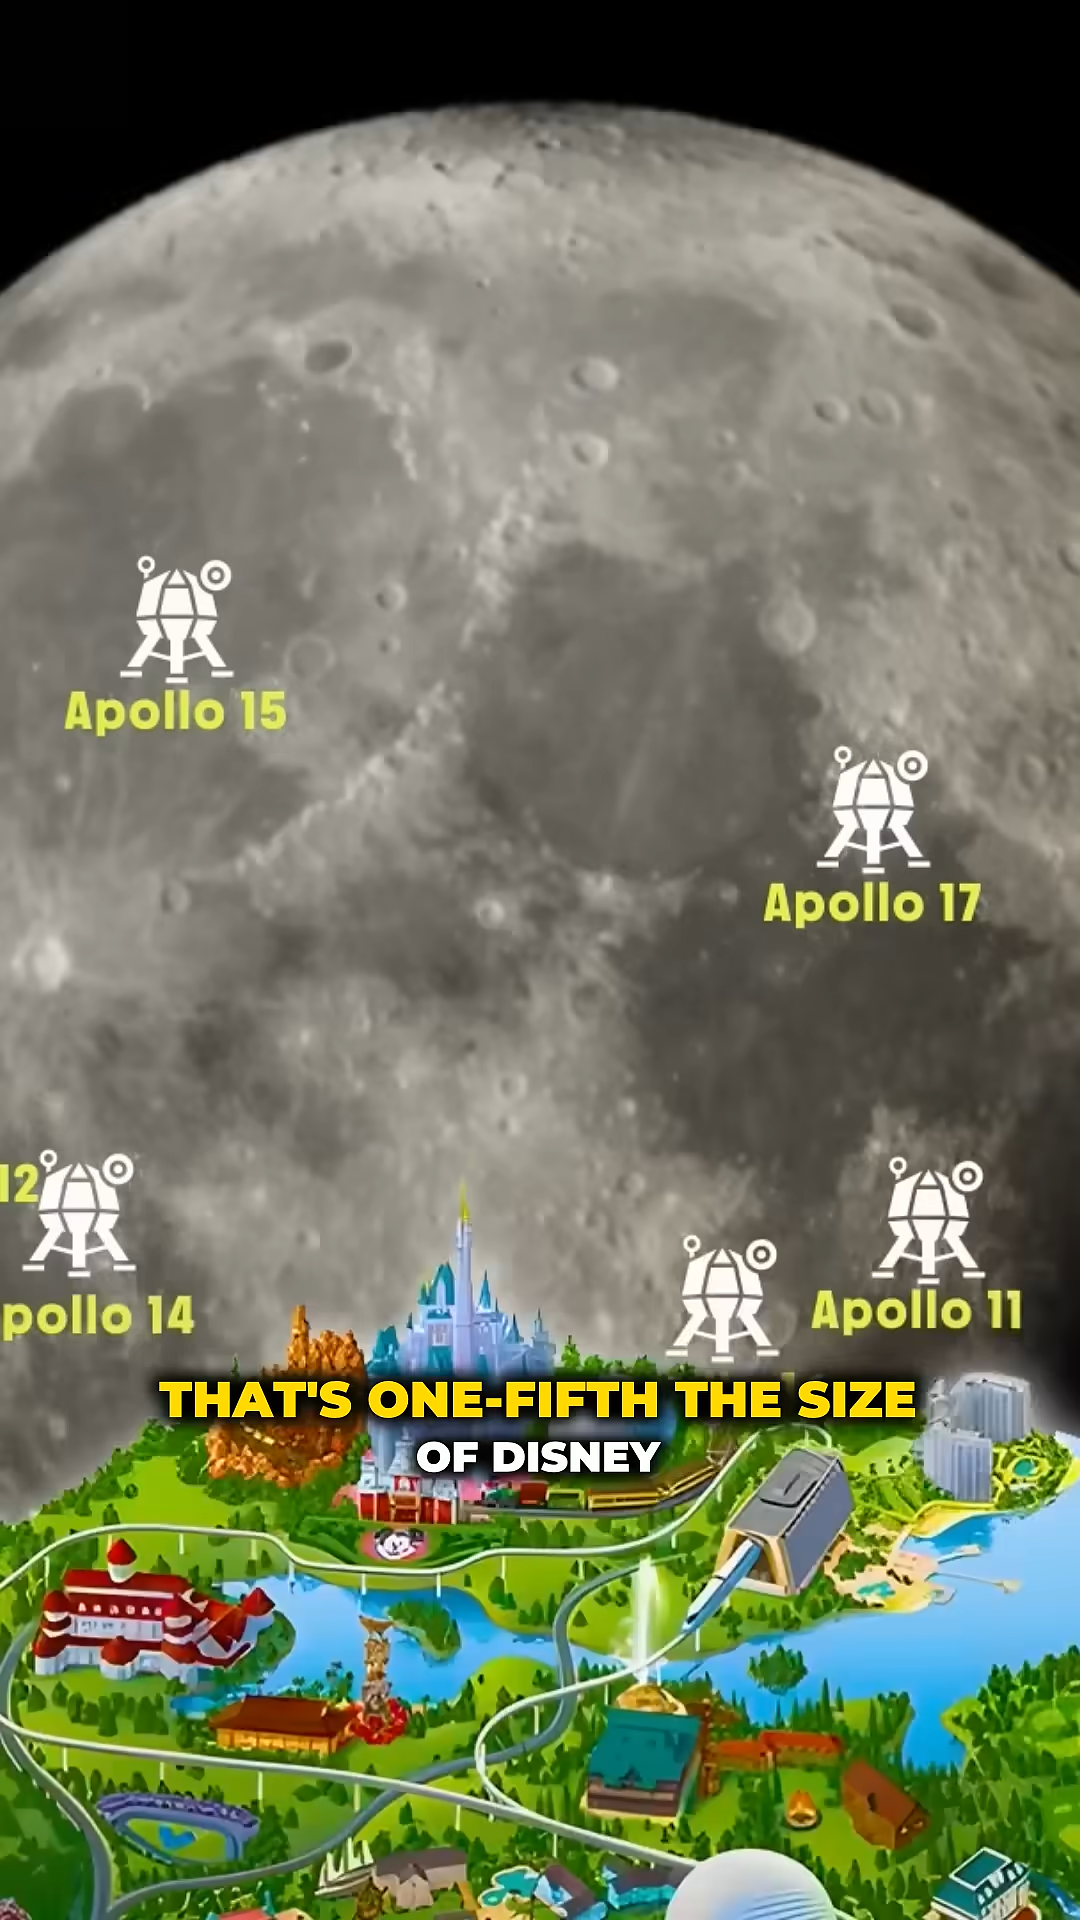 Apollo 15
Apollo 17
12
pollo 14
Apollo 11
THAT'S ONE-FIFTH THE SIZE
OF DISNEY